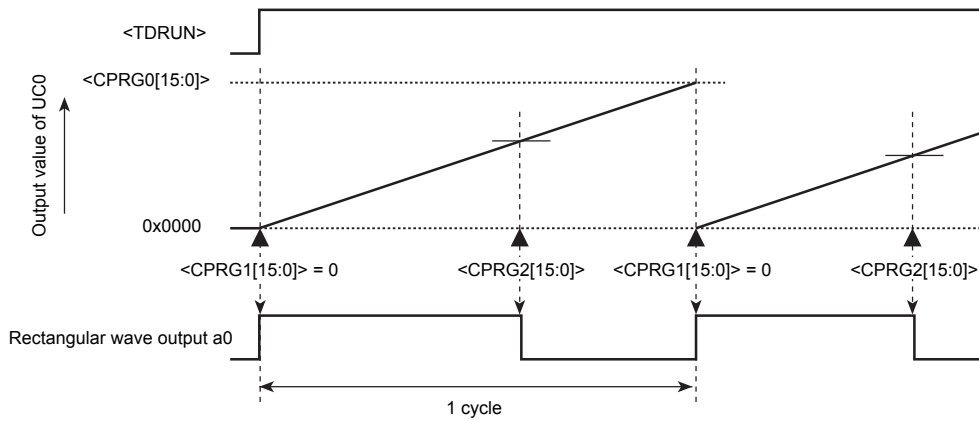 <TDRUN>
<CPRG0[15:0]>
Output value of UC0
0x0000
<CPRG1[15:0]> = 0
<CPRG2[15:0]>
<CPRG1[15:0]> = 0
<CPRG2[15:0]>
Rectangular wave output a0
1 cycle